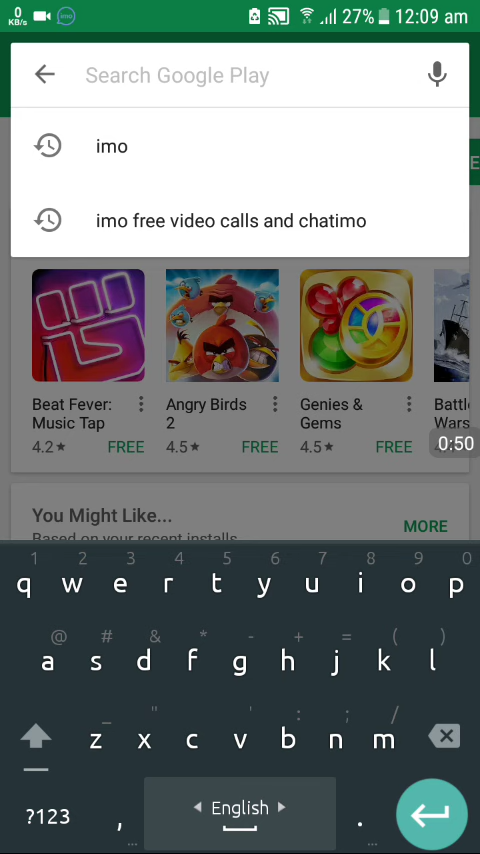 0
KB/s
imo
27%
12:09 am
Search Google Play
imo
imo free video calls and chatimo
E
Beat Fever:
Music Tap
4.2★
FREE
Angry Birds
2
4.5★
FREE
Genies &
Gems
4.5★
FREE
Battl
Wars
0:50
You Might Like...
MORE
Based on your recent installs
1 2 3 4 5 6 7 8 9 0
q w e r t y u i o p
@ # & * - + = ( )
a s d f g h j k l
_ " ' : ; /
z x c v b n m
?123 , English .